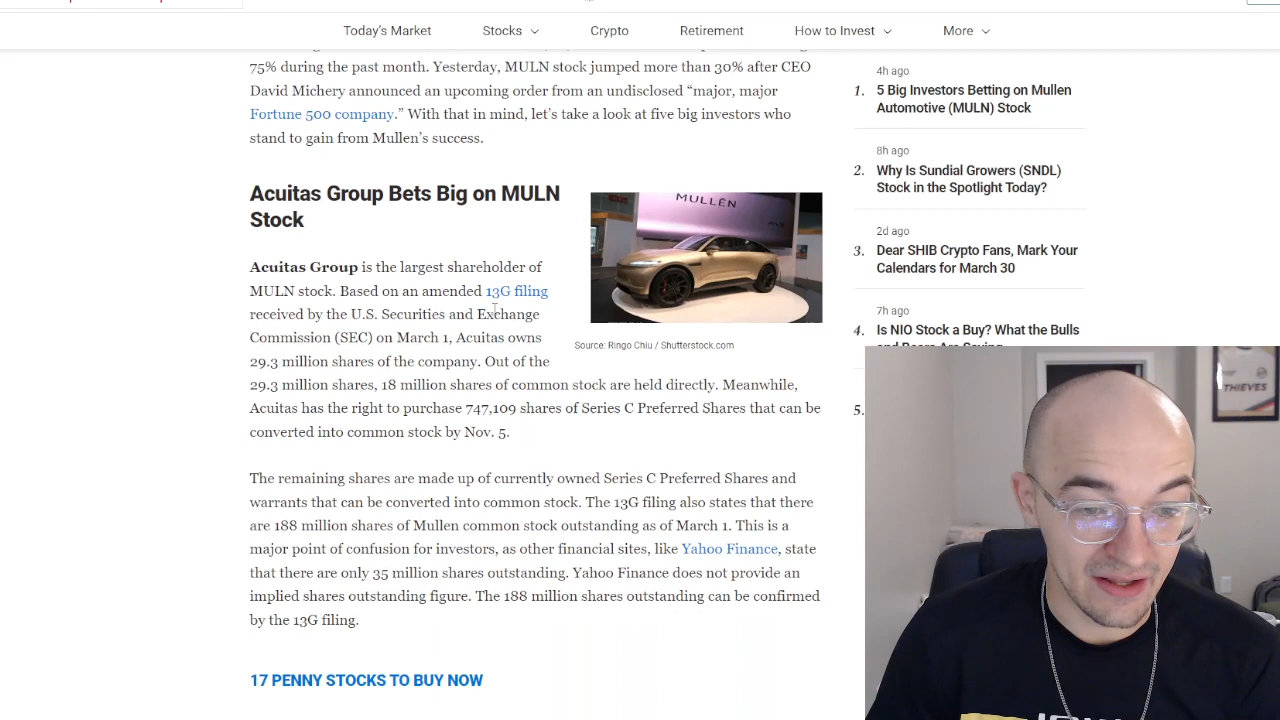 Today's Market
Stocks
Crypto
Retirement
How to Invest
More
75% during the past month. Yesterday, MULN stock jumped more than 30% after CEO
David Michery announced an upcoming order from an undisclosed “major, major
Fortune 500 company.” With that in mind, let’s take a look at five big investors who
stand to gain from Mullen’s success.
Acuitas Group Bets Big on MULN
Stock
MULLEN
Acuitas Group is the largest shareholder of
MULN stock. Based on an amended 13G filing
received by the U.S. Securities and Exchange
Commission (SEC) on March 1, Acuitas owns
29.3 million shares of the company. Out of the
Source: Ringo Chiu / Shutterstock.com
29.3 million shares, 18 million shares of common stock are held directly. Meanwhile,
Acuitas has the right to purchase 747,109 shares of Series C Preferred Shares that can be
converted into common stock by Nov. 5.
The remaining shares are made up of currently owned Series C Preferred Shares and
warrants that can be converted into common stock. The 13G filing also states that there
are 188 million shares of Mullen common stock outstanding as of March 1. This is a
major point of confusion for investors, as other financial sites, like Yahoo Finance, state
that there are only 35 million shares outstanding. Yahoo Finance does not provide an
implied shares outstanding figure. The 188 million shares outstanding can be confirmed
by the 13G filing.
17 PENNY STOCKS TO BUY NOW
4h ago
1. 5 Big Investors Betting on Mullen
Automotive (MULN) Stock
8h ago
2. Why Is Sundial Growers (SNDL)
Stock in the Spotlight Today?
2d ago
3. Dear SHIB Crypto Fans, Mark Your
Calendars for March 30
7h ago
4. Is NIO Stock a Buy? What the Bulls
and Bears Are Saying
5.
THIEVES